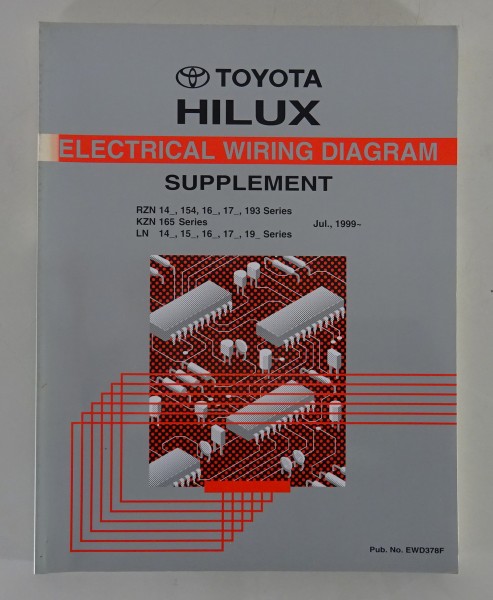 TOYOTA
HILUX
ELECTRICAL WIRING DIAGRAM
SUPPLEMENT
RZN 14_, 154, 16_, 17_, 193 Series
KZN 165 Series
LN 14_, 15_, 16_, 17_, 19_ Series
Jul., 1999~
Pub. No. EWD378F